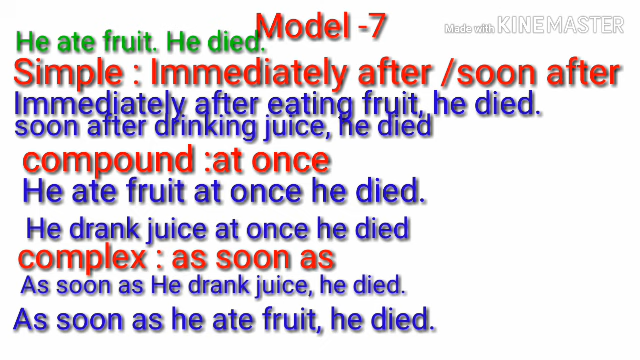 Model -7
Made with KINEMASTER
He ate fruit. He died.
Simple : Immediately after /soon after
Immediately after eating fruit, he died.
soon after drinking juice, he died
compound :at once
He ate fruit at once he died.
He drank juice at once he died
complex : as soon as
As soon as He drank juice, he died.
As soon as he ate fruit, he died.